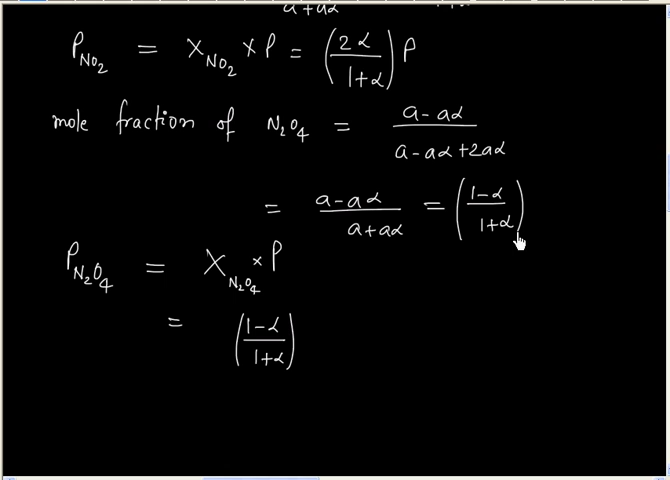 a+aα
P_NO2 = X_NO2 × P = (2α/1+α) P
mole fraction of N2O4 = a-aα / a-aα+2aα
= a-aα / a+aα = (1-α/1+α)
P_N2O4 = X_N2O4 × P
= (1-α/1+α)